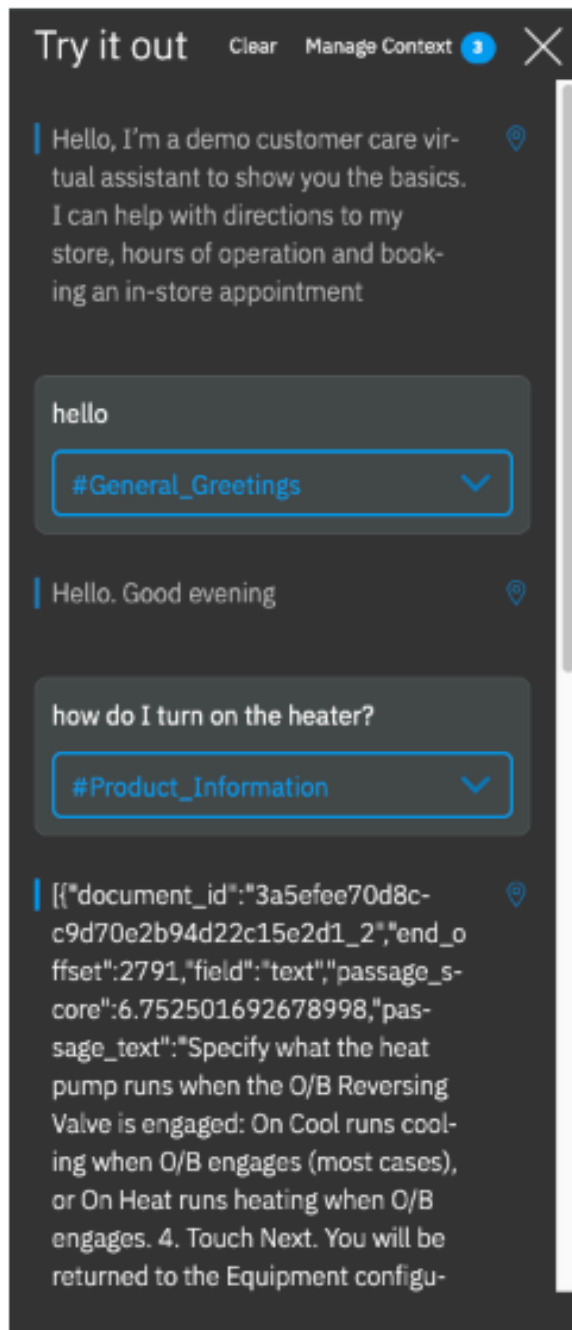 Try it out Clear Manage Context 3
Hello, I'm a demo customer care vir-
tual assistant to show you the basics.
I can help with directions to my
store, hours of operation and book-
ing an in-store appointment
hello
#General_Greetings
Hello. Good evening
how do I turn on the heater?
#Product_Information
[{"document_id":"3a5efee70d8c-
c9d70e2b94d22c15e2d1_2","end_o
ffset":2791,"field":"text","passage_s-
core":6.752501692678998,"pas-
sage_text":"Specify what the heat
pump runs when the O/B Reversing
Valve is engaged: On Cool runs cool-
ing when O/B engages (most cases),
or On Heat runs heating when O/B
engages. 4. Touch Next. You will be
returned to the Equipment configu-